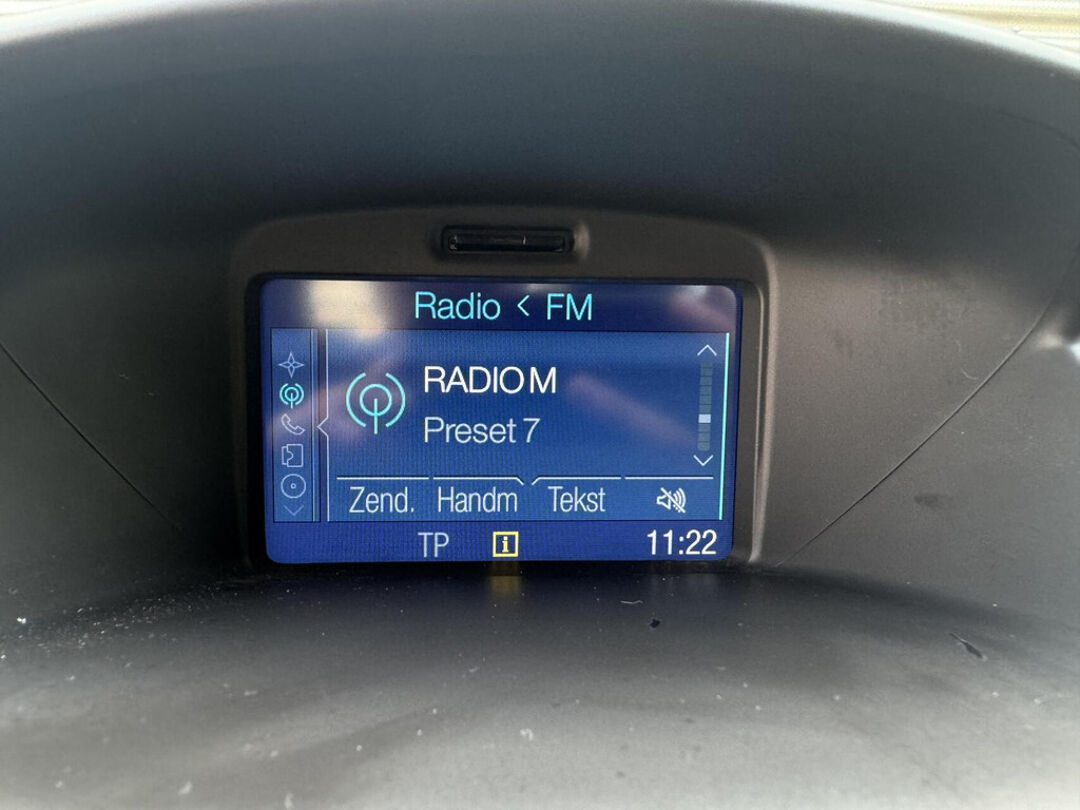 Radio < FM
RADIO M
Preset 7
Zend. Handm Tekst
TP i 11:22